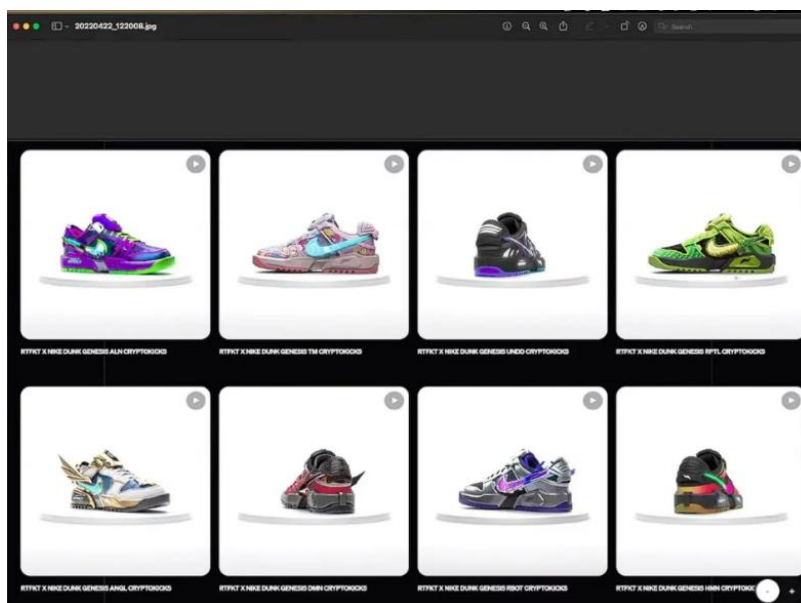 20220422_122008.jpg
Search
RTFKT X NIKE DUNK GENESIS ALN CRYPTOKICKS
RTFKT X NIKE DUNK GENESIS TM CRYPTOKICKS
RTFKT X NIKE DUNK GENESIS UNDD CRYPTOKICKS
RTFKT X NIKE DUNK GENESIS RPTL CRYPTOKICKS
RTFKT X NIKE DUNK GENESIS ANGL CRYPTOKICKS
RTFKT X NIKE DUNK GENESIS DMN CRYPTOKICKS
RTFKT X NIKE DUNK GENESIS RBOT CRYPTOKICKS
RTFKT X NIKE DUNK GENESIS HMN CRYPTOKIC